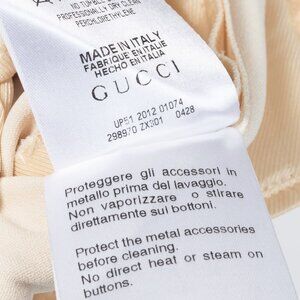 NO TUMBLE
PROFESSIONALLY DRY CLEAN
PERCHLOROETHYLENE
MADE IN ITALY
FABRIQUE EN ITALIE
HECHO EN ITALIA
GUCCI
UP51 2012 01074
298970 ZX301 0428
Proteggere gli accessori in
metallo prima del lavaggio.
Non vaporizzare o stirare
direttamente sui bottoni.
Protect the metal accessories
before cleaning.
No direct heat or steam on
buttons.